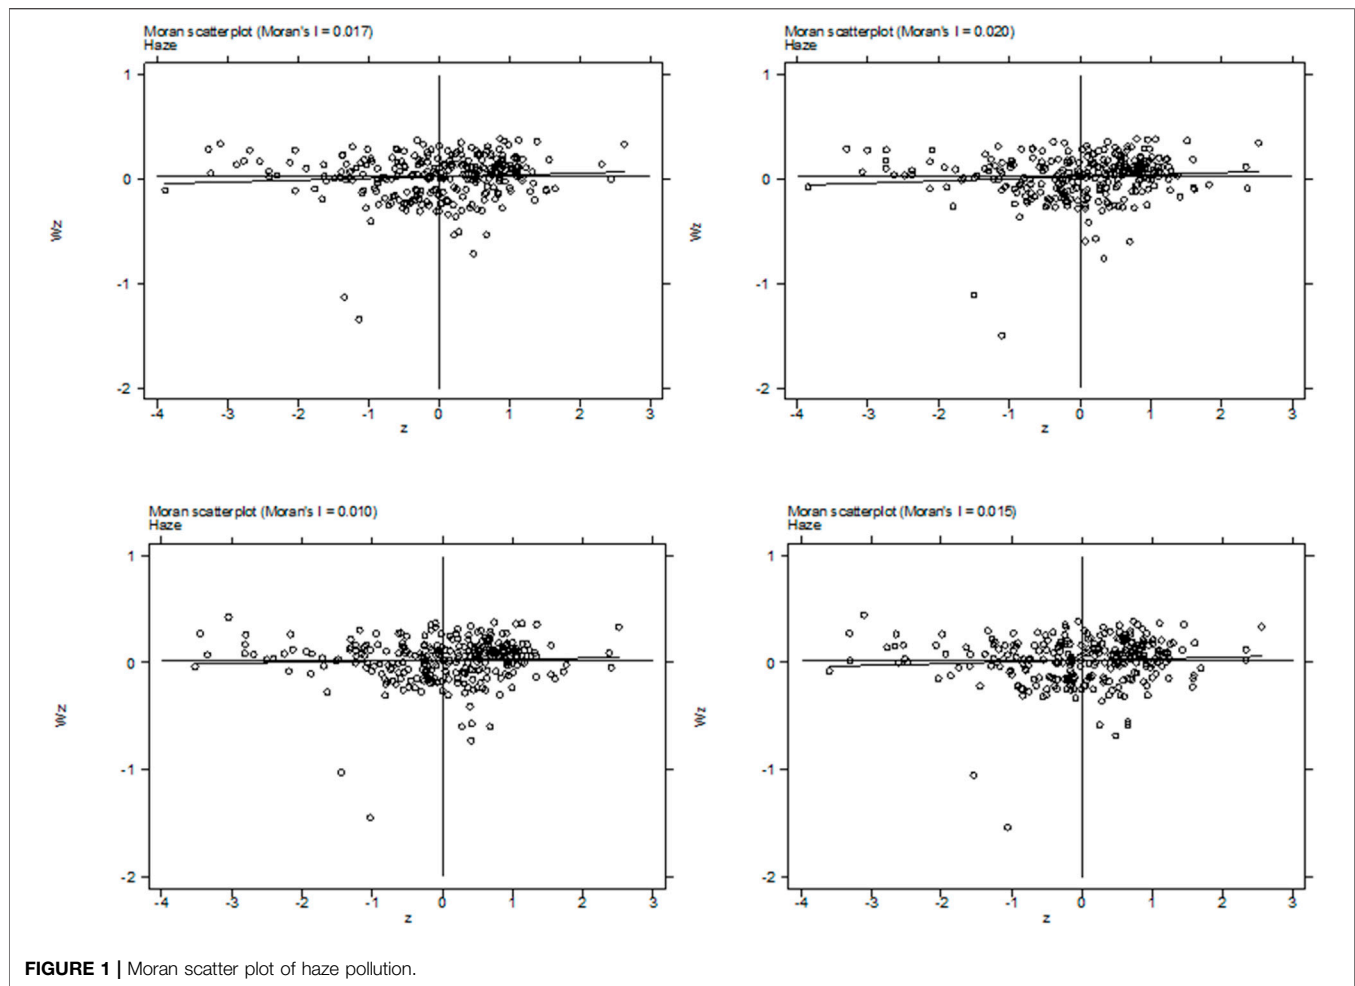 Moran scatterplot (Moran's I = 0.017)
Haze
1
0
-1
-2
Wz
-4 -3 -2 -1 0 1 2 3
z
Moran scatterplot (Moran's I = 0.020)
Haze
1
0
-1
-2
Wz
-4 -3 -2 -1 0 1 2 3
z
Moran scatterplot (Moran's I = 0.010)
Haze
1
0
-1
-2
Wz
-4 -3 -2 -1 0 1 2 3
z
Moran scatterplot (Moran's I = 0.015)
Haze
1
0
-1
-2
Wz
-4 -3 -2 -1 0 1 2 3
z
FIGURE 1 | Moran scatter plot of haze pollution.